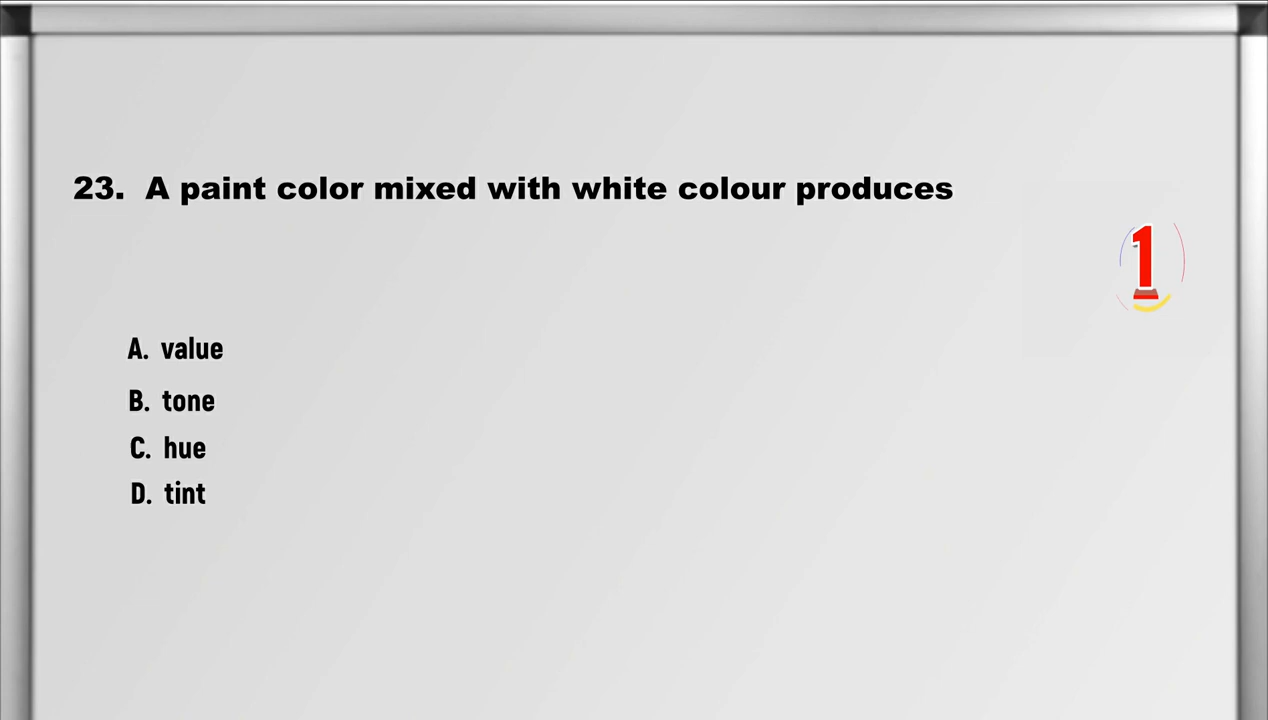 23. A paint color mixed with white colour produces
1
A. value
B. tone
C. hue
D. tint